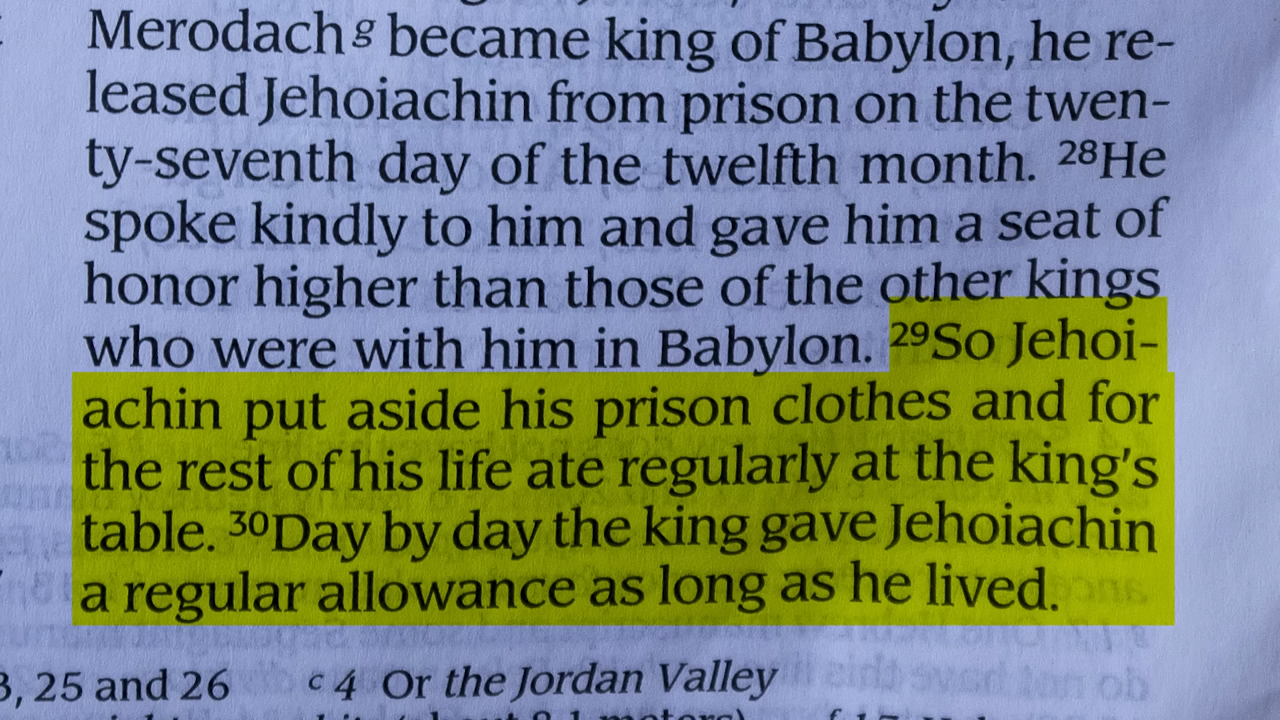 Merodach g became king of Babylon, he re-
leased Jehoiachin from prison on the twen-
ty-seventh day of the twelfth month. 28He
spoke kindly to him and gave him a seat of
honor higher than those of the other kings
who were with him in Babylon. 29So Jehoi-
achin put aside his prison clothes and for
the rest of his life ate regularly at the king's
table. 30Day by day the king gave Jehoiachin
a regular allowance as long as he lived.
3, 25 and 26 c 4 Or the Jordan Valley